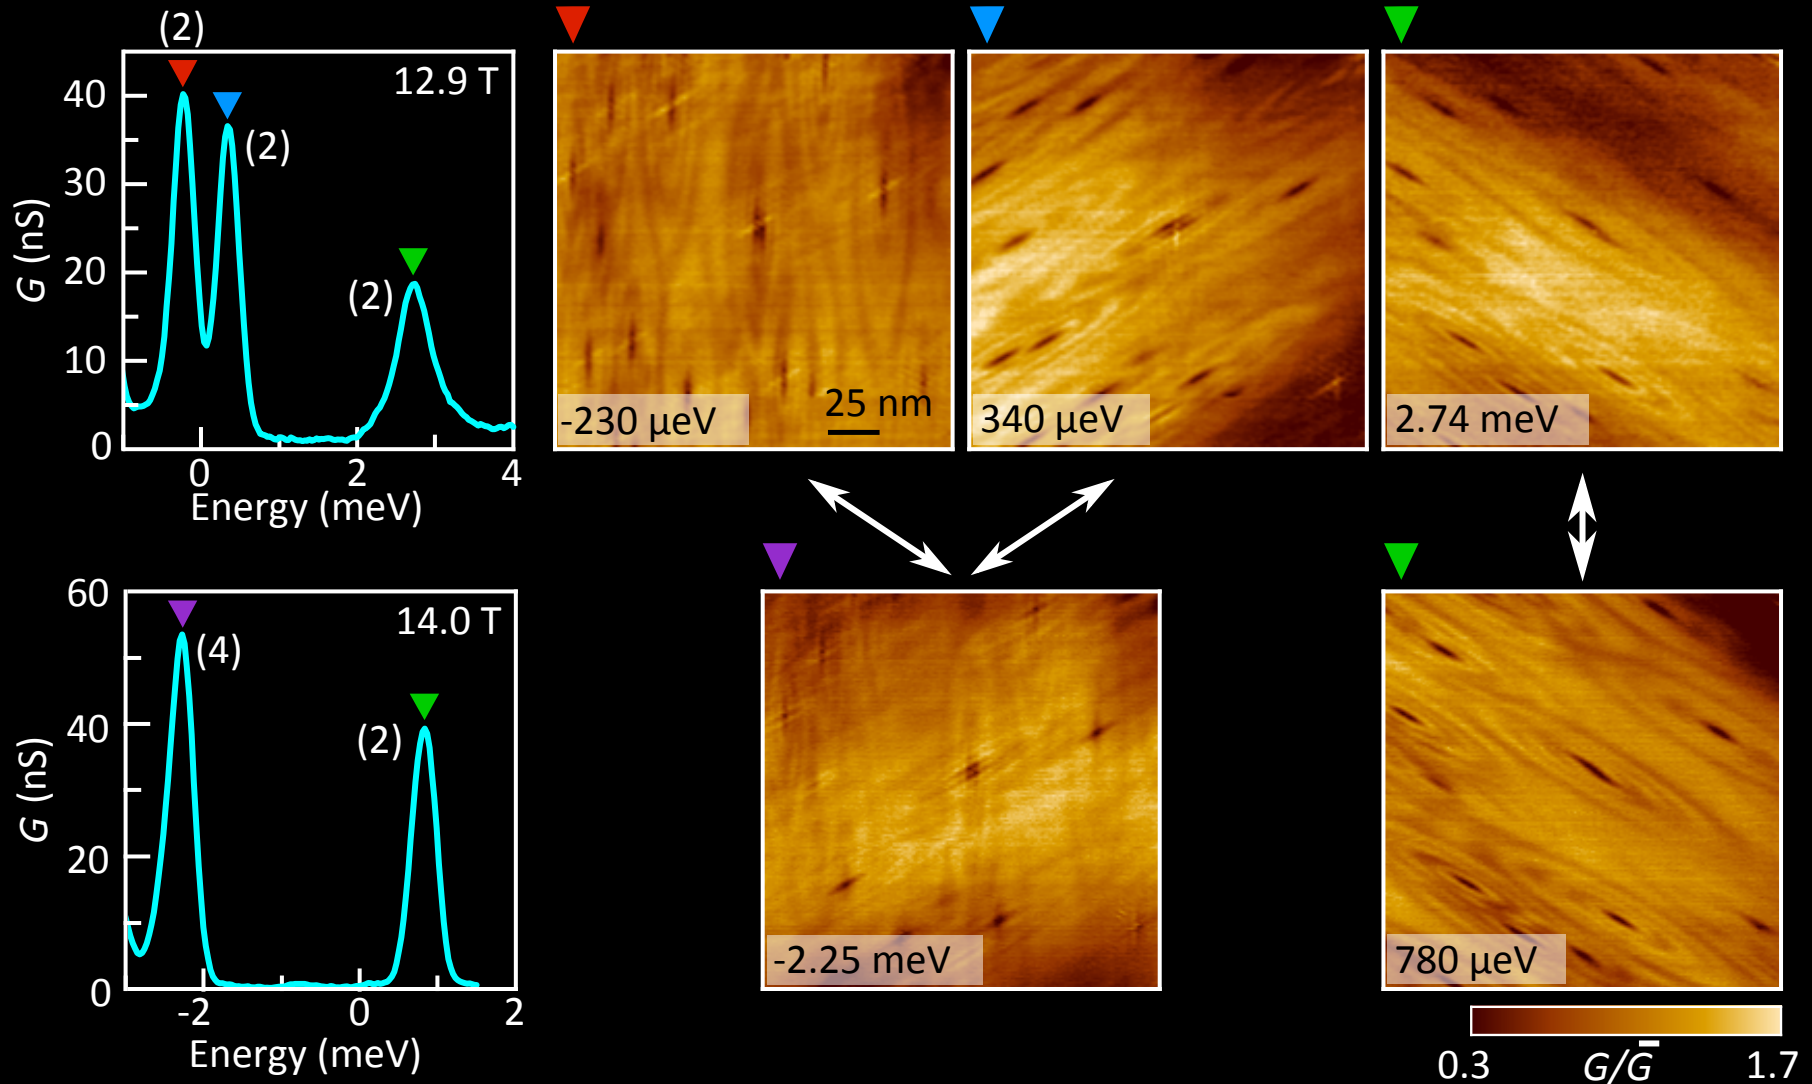 (2)
12.9 T
40
(2)
30
20
(2)
10
0
G (nS)
0 2 4
Energy (meV)
-230 µeV
25 nm
340 µeV
2.74 meV
60
14.0 T
(4)
40
(2)
20
0
G (nS)
-2 0 2
Energy (meV)
-2.25 meV
780 µeV
0.3 G/G̅ 1.7